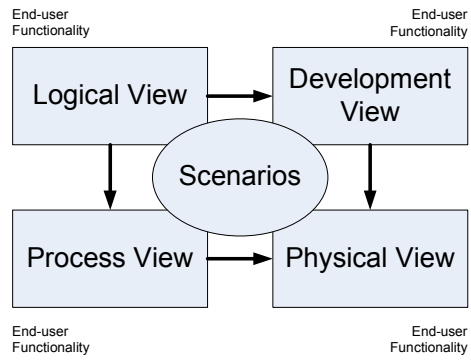 End-user
Functionality
End-user
Functionality
Logical View
Development
View
Scenarios
Process View
Physical View
End-user
Functionality
End-user
Functionality